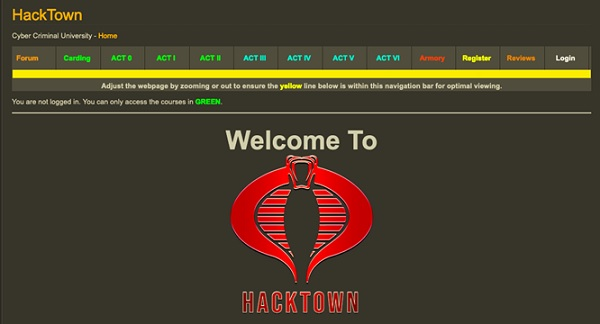 HackTown
Cyber Criminal University - Home
Forum Carding ACT 0 ACT I ACT II ACT III ACT IV ACT V ACT VI Armory Register Reviews Login
Adjust the webpage by zooming or out to ensure the yellow line below is within this navigation bar for optimal viewing.
You are not logged in. You can only access the courses in GREEN.
Welcome To
HACKTOWN